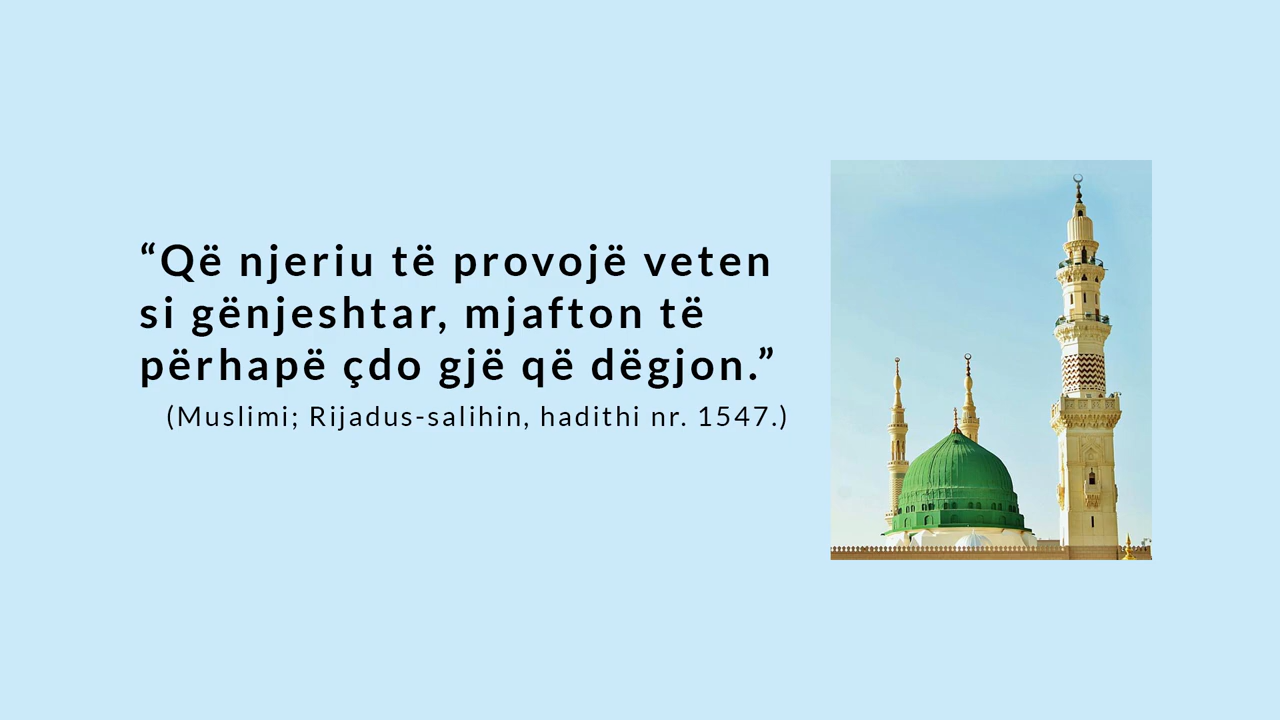 “Që njeriu të provojë veten
si gënjeshtar, mjafton të
përhapë çdo gjë që dëgjon.”
(Muslimi; Rijadus-salihin, hadithi nr. 1547.)